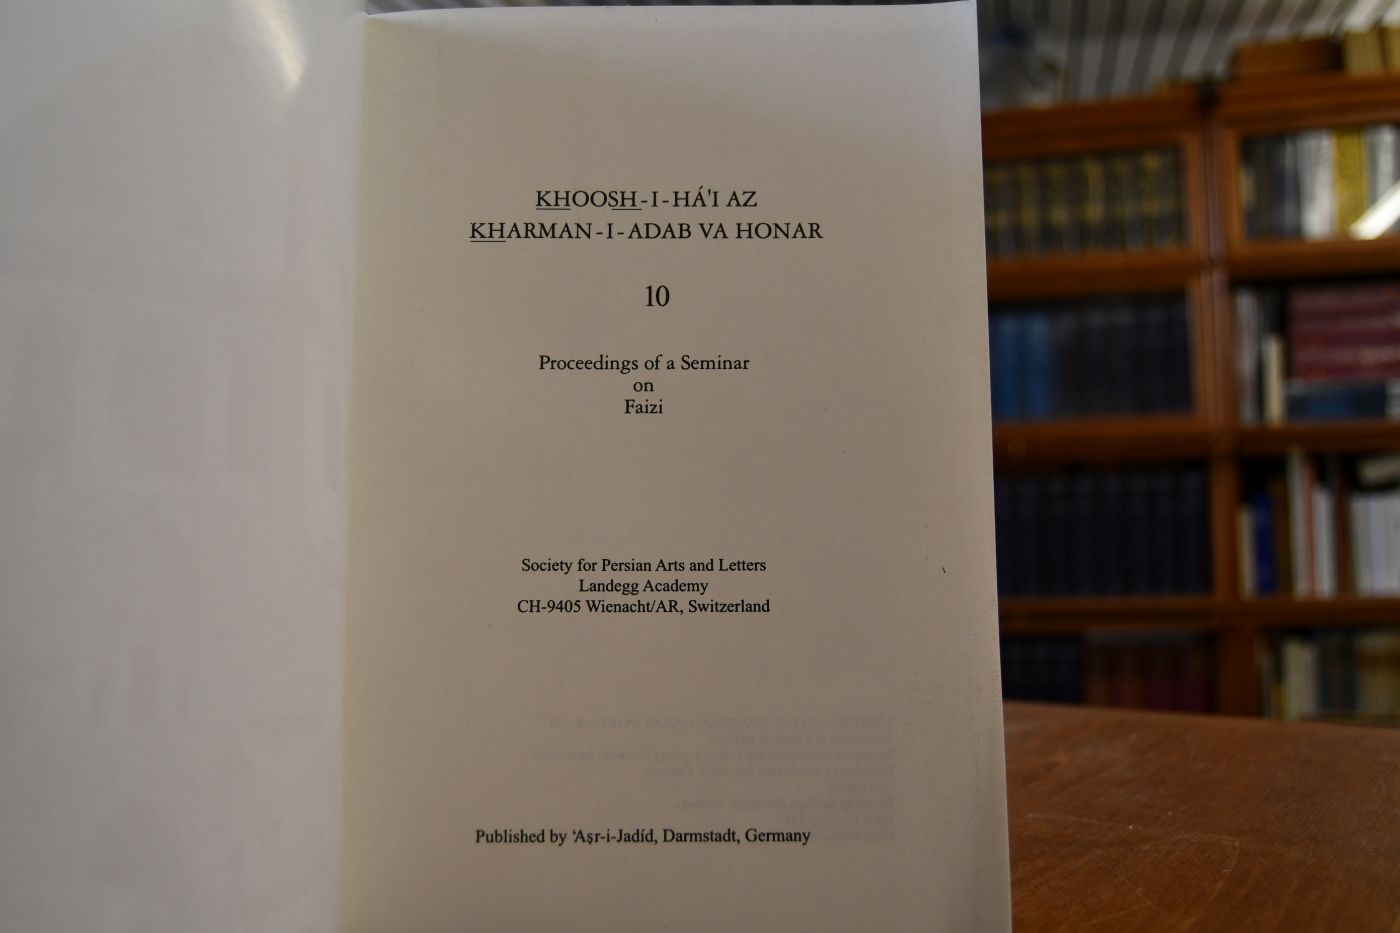 KHOOSH-I-HÁ'I AZ
KHARMAN-I-ADAB VA HONAR
10
Proceedings of a Seminar
on
Faizi
Society for Persian Arts and Letters
Landegg Academy
CH-9405 Wienacht/AR, Switzerland
Published by ‘Aṣr-i-Jadíd, Darmstadt, Germany